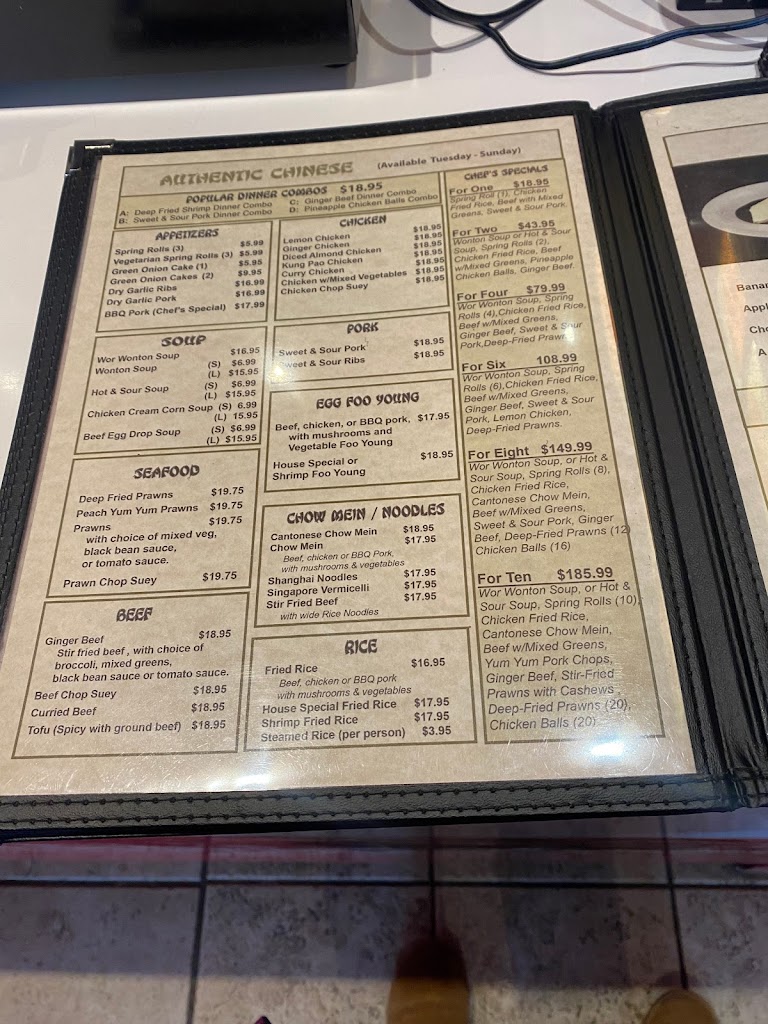 AUTHENTIC CHINESE (Available Tuesday - Sunday)
POPULAR DINNER COMBOS $18.95
A: Deep Fried Shrimp Dinner Combo
B: Sweet & Sour Pork Dinner Combo
C: Ginger Beef Dinner Combo
D: Pineapple Chicken Balls Combo
APPETIZERS
Spring Rolls (3) $5.99
Vegetarian Spring Rolls (3) $5.99
Green Onion Cake (1) $5.95
Green Onion Cakes (2) $9.95
Dry Garlic Ribs $16.99
Dry Garlic Pork $16.99
BBQ Pork (Chef's Special) $17.99
SOUP
Wor Wonton Soup $16.95
Wonton Soup (S) $6.99
(L) $15.95
Hot & Sour Soup (S) $6.99
(L) $15.95
Chicken Cream Corn Soup (S) 6.99
(L) 15.95
Beef Egg Drop Soup (S) $6.99
(L) $15.95
SEAFOOD
Deep Fried Prawns $19.75
Peach Yum Yum Prawns $19.75
Prawns $19.75
with choice of mixed veg,
black bean sauce,
or tomato sauce.
Prawn Chop Suey $19.75
BEEF
Ginger Beef $18.95
Stir fried beef , with choice of
broccoli, mixed greens,
black bean sauce or tomato sauce.
Beef Chop Suey $18.95
Curried Beef $18.95
Tofu (Spicy with ground beef) $18.95
CHICKEN
Lemon Chicken $18.95
Ginger Chicken $18.95
Diced Almond Chicken $18.95
Kung Pao Chicken $18.95
Curry Chicken $18.95
Chicken w/Mixed Vegetables $18.95
Chicken Chop Suey $18.95
PORK
Sweet & Sour Pork $18.95
Sweet & Sour Ribs $18.95
EGG FOO YOUNG
Beef, chicken, or BBQ pork, $17.95
with mushrooms and
Vegetable Foo Young
House Special or $18.95
Shrimp Foo Young
CHOW MEIN / NOODLES
Cantonese Chow Mein $18.95
Chow Mein $17.95
Beef, chicken or BBQ Pork,
with mushrooms & vegetables
Shanghai Noodles $17.95
Singapore Vermicelli $17.95
Stir Fried Beef $17.95
with wide Rice Noodles
RICE
Fried Rice $16.95
Beef, chicken or BBQ pork
with mushrooms & vegetables
House Special Fried Rice $17.95
Shrimp Fried Rice $17.95
Steamed Rice (per person) $3.95
CHEF'S SPECIALS
For One $18.95
Spring Roll (1), Chicken
Fried Rice, Beef with Mixed
Greens, Sweet & Sour Pork.
For Two $43.95
Wonton Soup or Hot & Sour
Soup, Spring Rolls (2),
Chicken Fried Rice, Beef
w/Mixed Greens, Pineapple
Chicken Balls, Ginger Beef.
For Four $79.99
Wor Wonton Soup, Spring
Rolls (4),Chicken Fried Rice,
Beef w/Mixed Greens,
Ginger Beef, Sweet & Sour
Pork,Deep-Fried Prawns
For Six 108.99
Wor Wonton Soup, Spring
Rolls (6),Chicken Fried Rice,
Beef w/Mixed Greens,
Ginger Beef, Sweet & Sour
Pork, Lemon Chicken,
Deep-Fried Prawns.
For Eight $149.99
Wor Wonton Soup, or Hot &
Sour Soup, Spring Rolls (8),
Chicken Fried Rice,
Cantonese Chow Mein,
Beef w/Mixed Greens,
Sweet & Sour Pork, Ginger
Beef, Deep-Fried Prawns (12)
Chicken Balls (16)
For Ten $185.99
Wor Wonton Soup, or Hot &
Sour Soup, Spring Rolls (10),
Chicken Fried Rice,
Cantonese Chow Mein,
Beef w/Mixed Greens,
Yum Yum Pork Chops,
Ginger Beef, Stir-Fried
Prawns with Cashews,
Deep-Fried Prawns (20),
Chicken Balls (20)